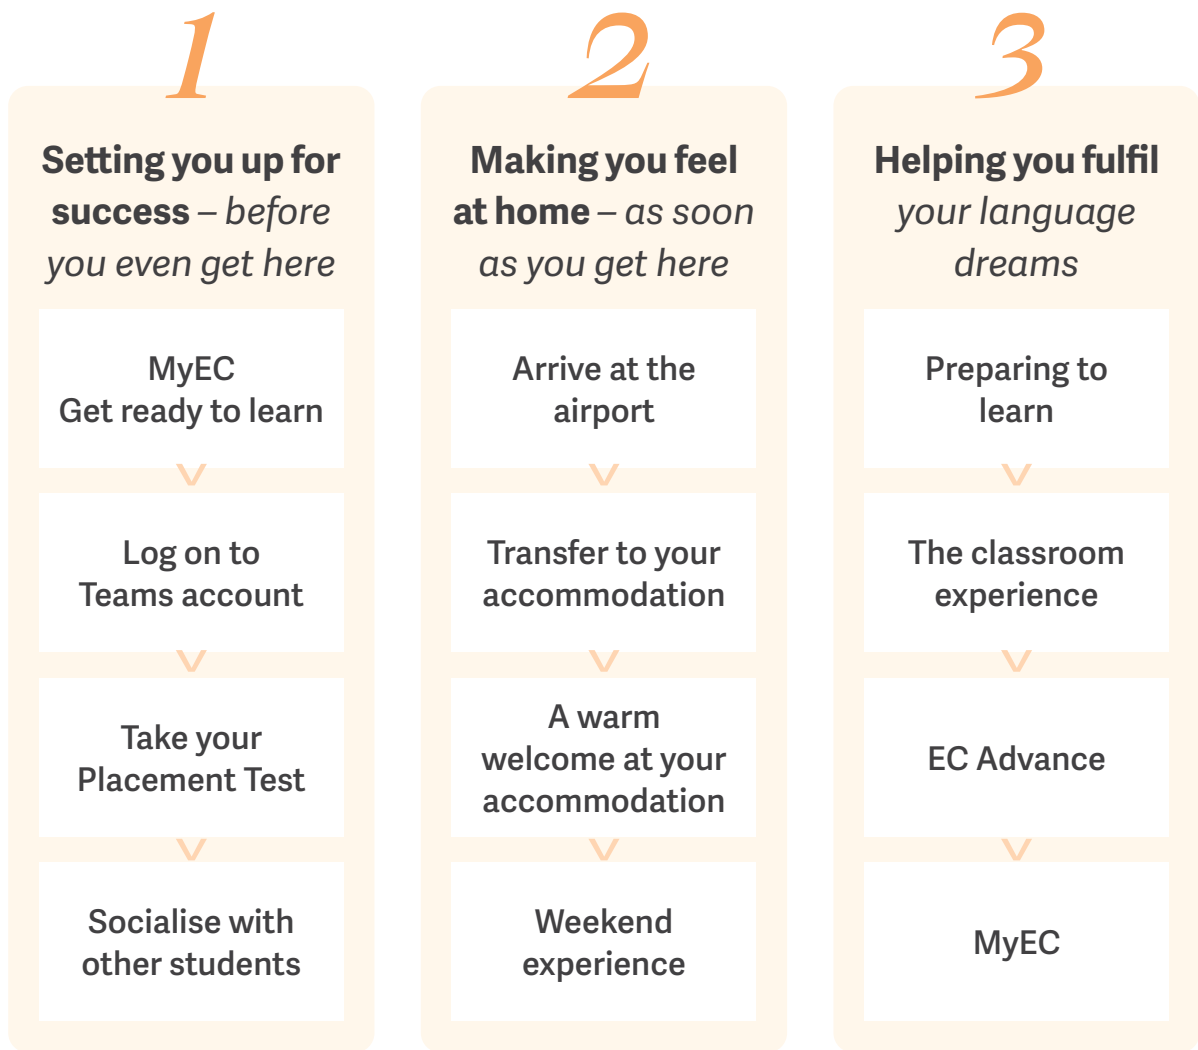 1
Setting you up for
success – before
you even get here
MyEC
Get ready to learn
Log on to
Teams account
Take your
Placement Test
Socialise with
other students
2
Making you feel
at home – as soon
as you get here
Arrive at the
airport
Transfer to your
accommodation
A warm
welcome at your
accommodation
Weekend
experience
3
Helping you fulfil
your language
dreams
Preparing to
learn
The classroom
experience
EC Advance
MyEC